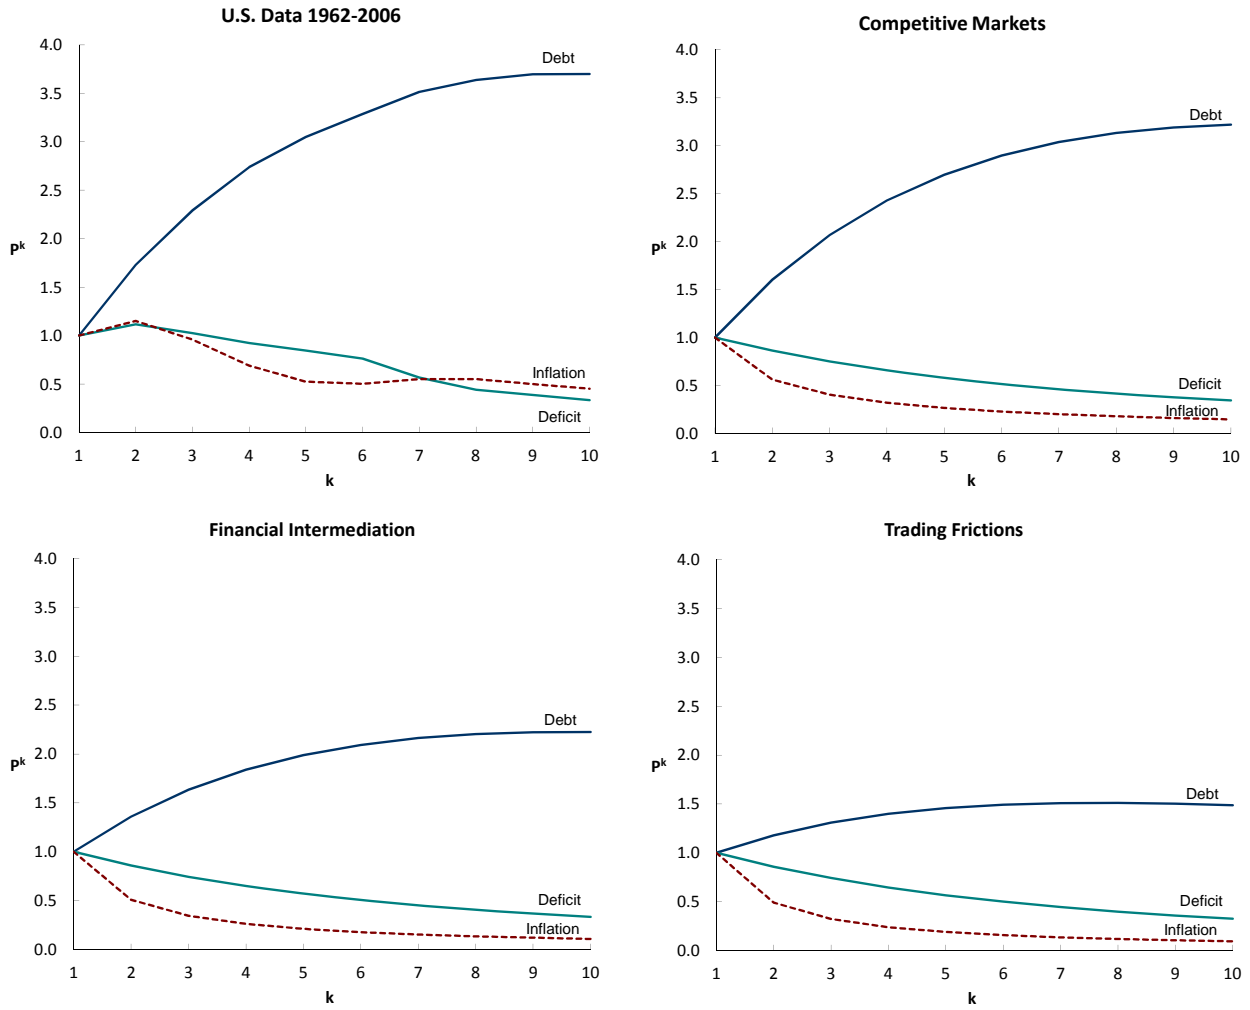 U.S. Data 1962-2006
4.0
3.5
3.0
2.5
2.0
1.5
1.0
0.5
0.0
Pk
Debt
Inflation
Deficit
1 2 3 4 5 6 7 8 9 10
k
Competitive Markets
4.0
3.5
3.0
2.5
2.0
1.5
1.0
0.5
0.0
Pk
Debt
Deficit
Inflation
1 2 3 4 5 6 7 8 9 10
k
Financial Intermediation
4.0
3.5
3.0
2.5
2.0
1.5
1.0
0.5
0.0
Pk
Debt
Deficit
Inflation
1 2 3 4 5 6 7 8 9 10
k
Trading Frictions
4.0
3.5
3.0
2.5
2.0
1.5
1.0
0.5
0.0
Pk
Debt
Deficit
Inflation
1 2 3 4 5 6 7 8 9 10
k